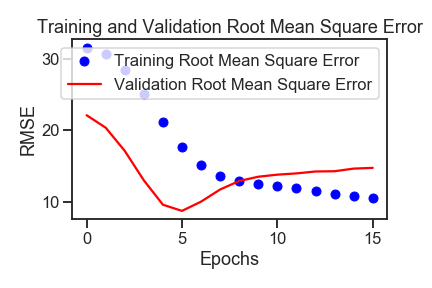 Training and Validation Root Mean Square Error
Training Root Mean Square Error
Validation Root Mean Square Error
RMSE
30
20
10
0
5
10
15
Epochs